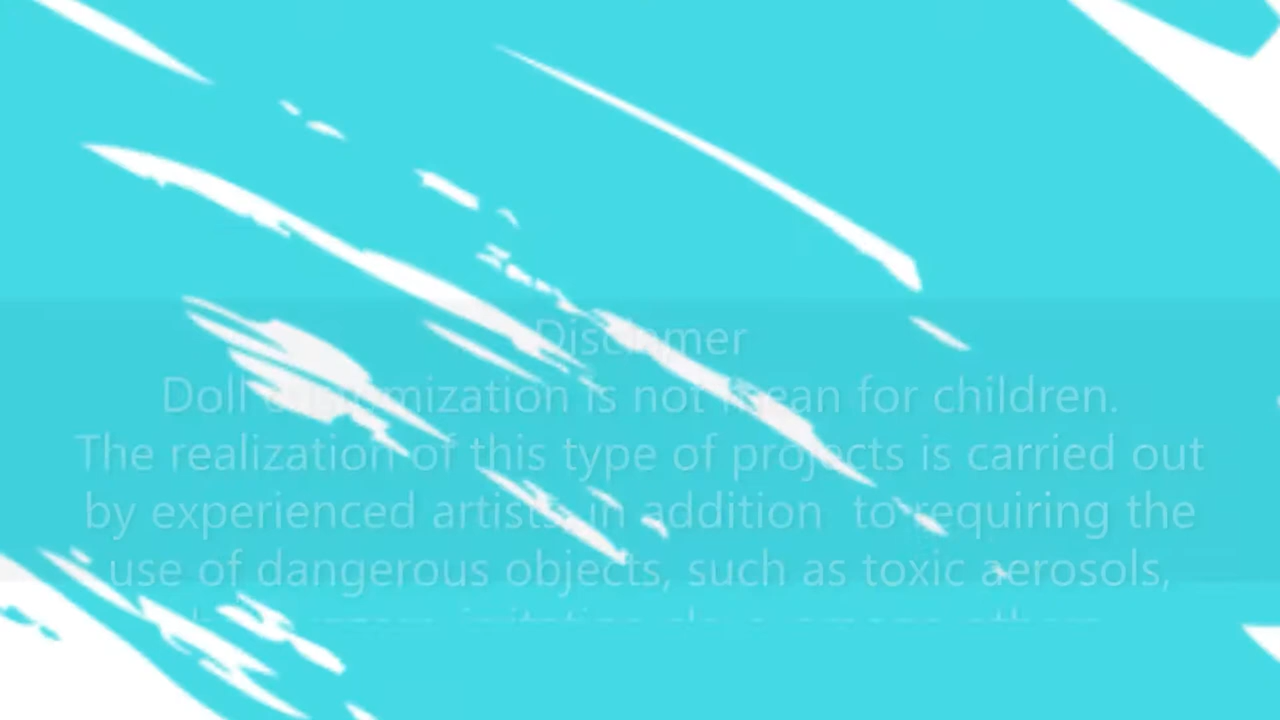 Disclamer
Doll customization is not mean for children.
The realization of this type of projects is carried out
by experienced artists, in addition to requiring the
use of dangerous objects, such as toxic aerosols,